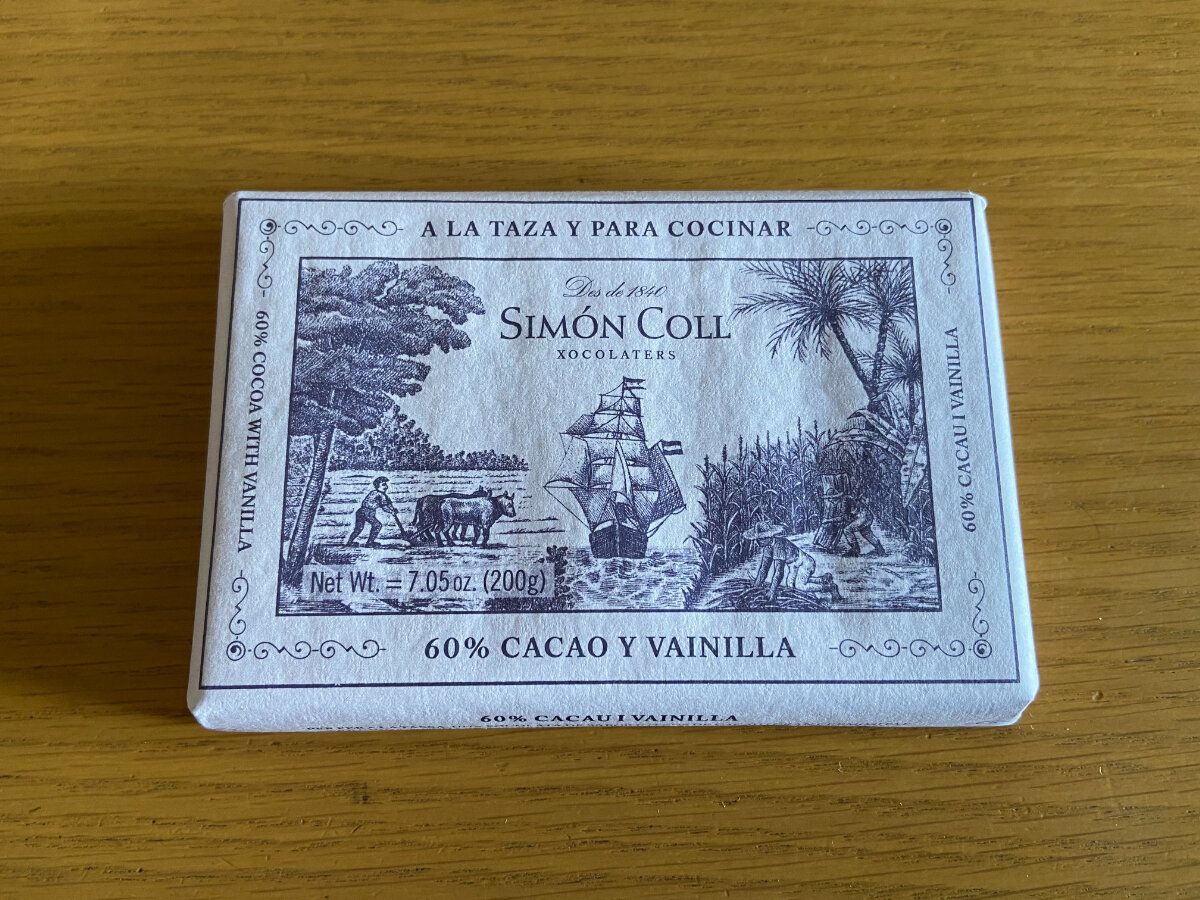 A LA TAZA Y PARA COCINAR
Des de 1840
SIMÓN COLL
XOCOLATERS
60% COCOA WITH VANILLA
60% CACAU I VAINILLA
Net Wt. = 7.05 oz. (200g)
60% CACAO Y VAINILLA
60% CACAU I VAINILLA